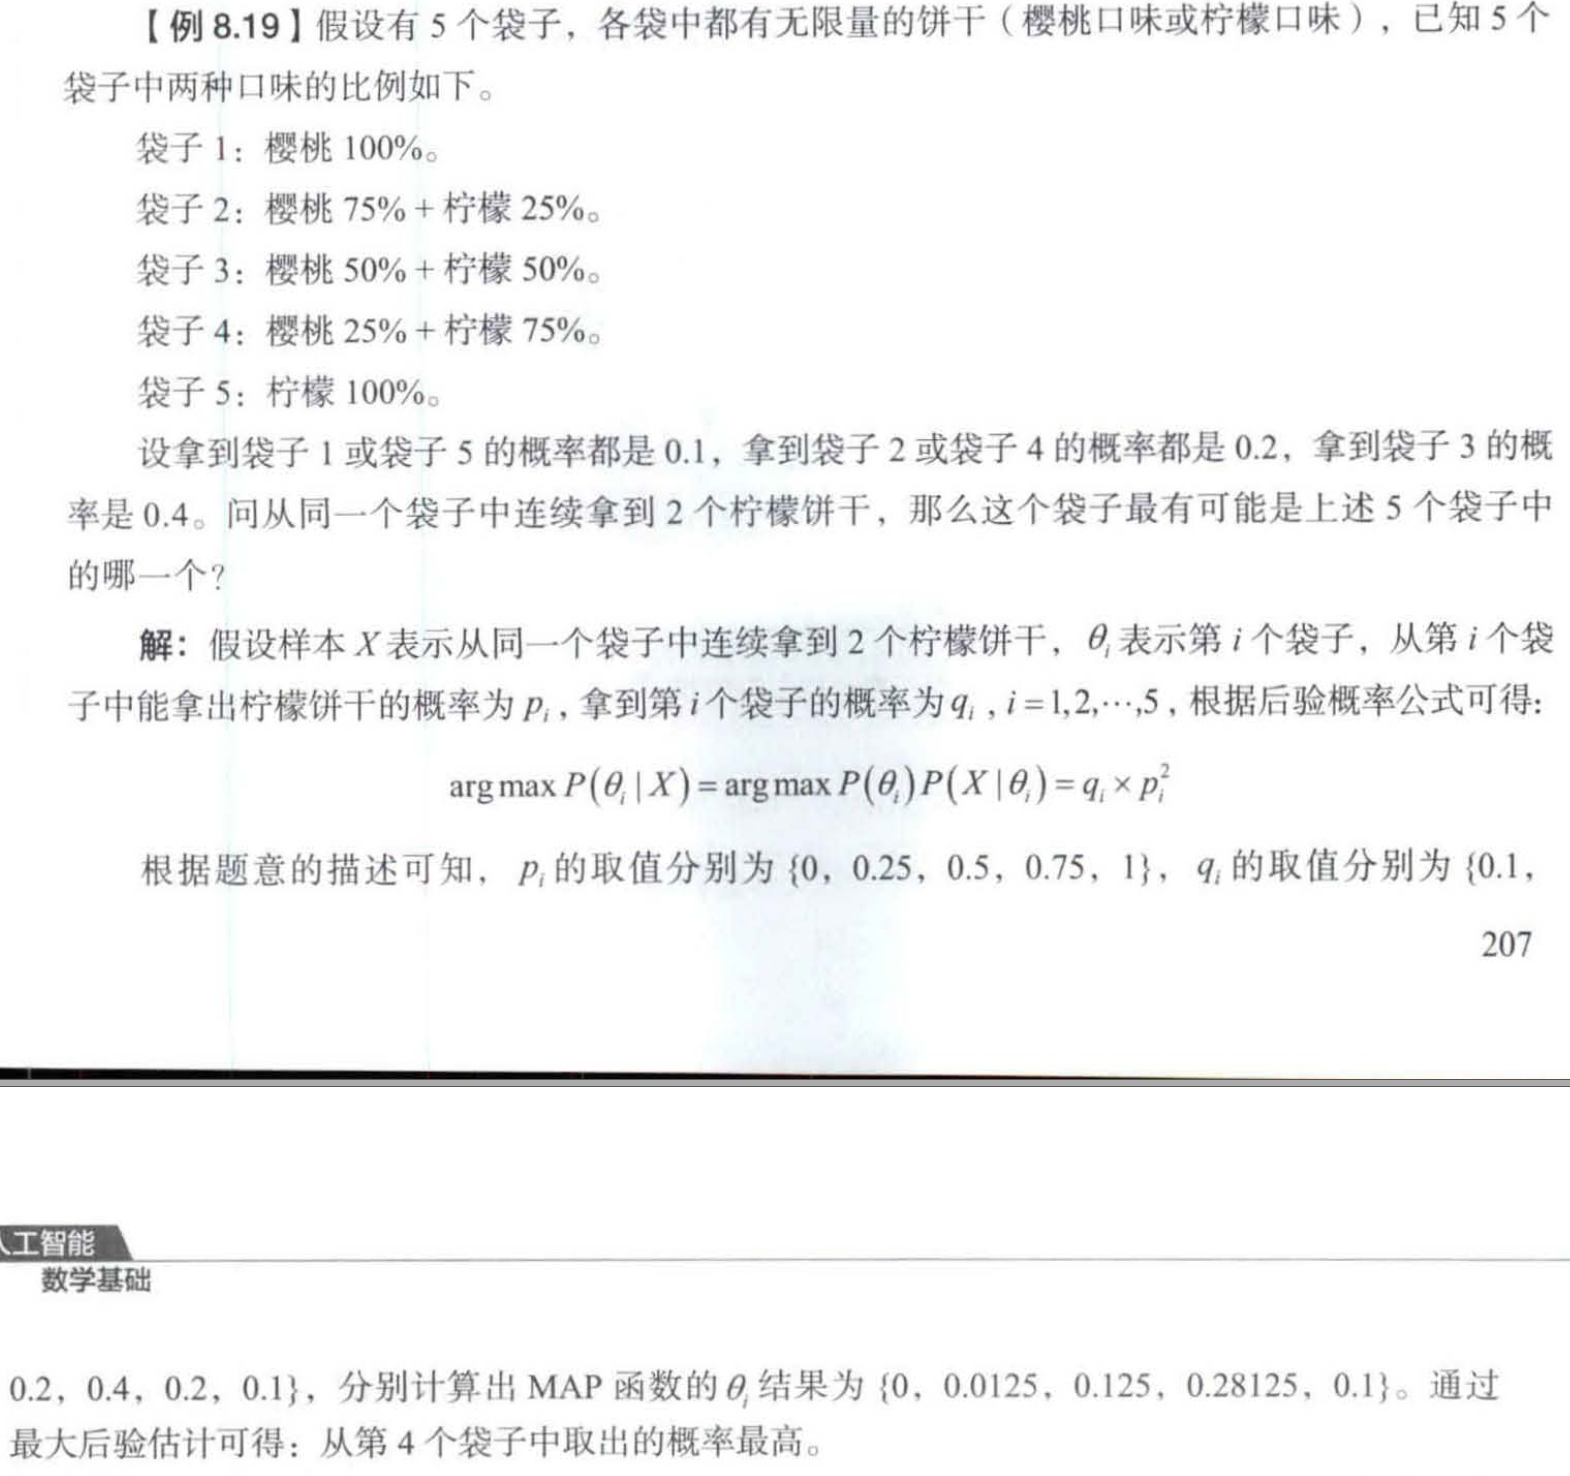 【例 8.19】假设有 5 个袋子，各袋中都有无限量的饼干（樱桃口味或柠檬口味），已知 5 个
袋子中两种口味的比例如下。
袋子 1：樱桃 100%。
袋子 2：樱桃 75% + 柠檬 25%。
袋子 3：樱桃 50% + 柠檬 50%。
袋子 4：樱桃 25% + 柠檬 75%。
袋子 5：柠檬 100%。
设拿到袋子 1 或袋子 5 的概率都是 0.1，拿到袋子 2 或袋子 4 的概率都是 0.2，拿到袋子 3 的概
率是 0.4。问从同一个袋子中连续拿到 2 个柠檬饼干，那么这个袋子最有可能是上述 5 个袋子中
的哪一个？
解：假设样本 X 表示从同一个袋子中连续拿到 2 个柠檬饼干，θᵢ 表示第 i 个袋子，从第 i 个袋
子中能拿出柠檬饼干的概率为 pᵢ，拿到第 i 个袋子的概率为 qᵢ，i=1,2,⋯,5，根据后验概率公式可得：
arg max P(θᵢ | X) = arg max P(θᵢ)P(X | θᵢ) = qᵢ × pᵢ²
根据题意的描述可知，pᵢ 的取值分别为 {0，0.25，0.5，0.75，1}，qᵢ 的取值分别为 {0.1，
207
人工智能
数学基础
0.2，0.4，0.2，0.1}，分别计算出 MAP 函数的 θᵢ 结果为 {0，0.0125，0.125，0.28125，0.1}。通过
最大后验估计可得：从第 4 个袋子中取出的概率最高。